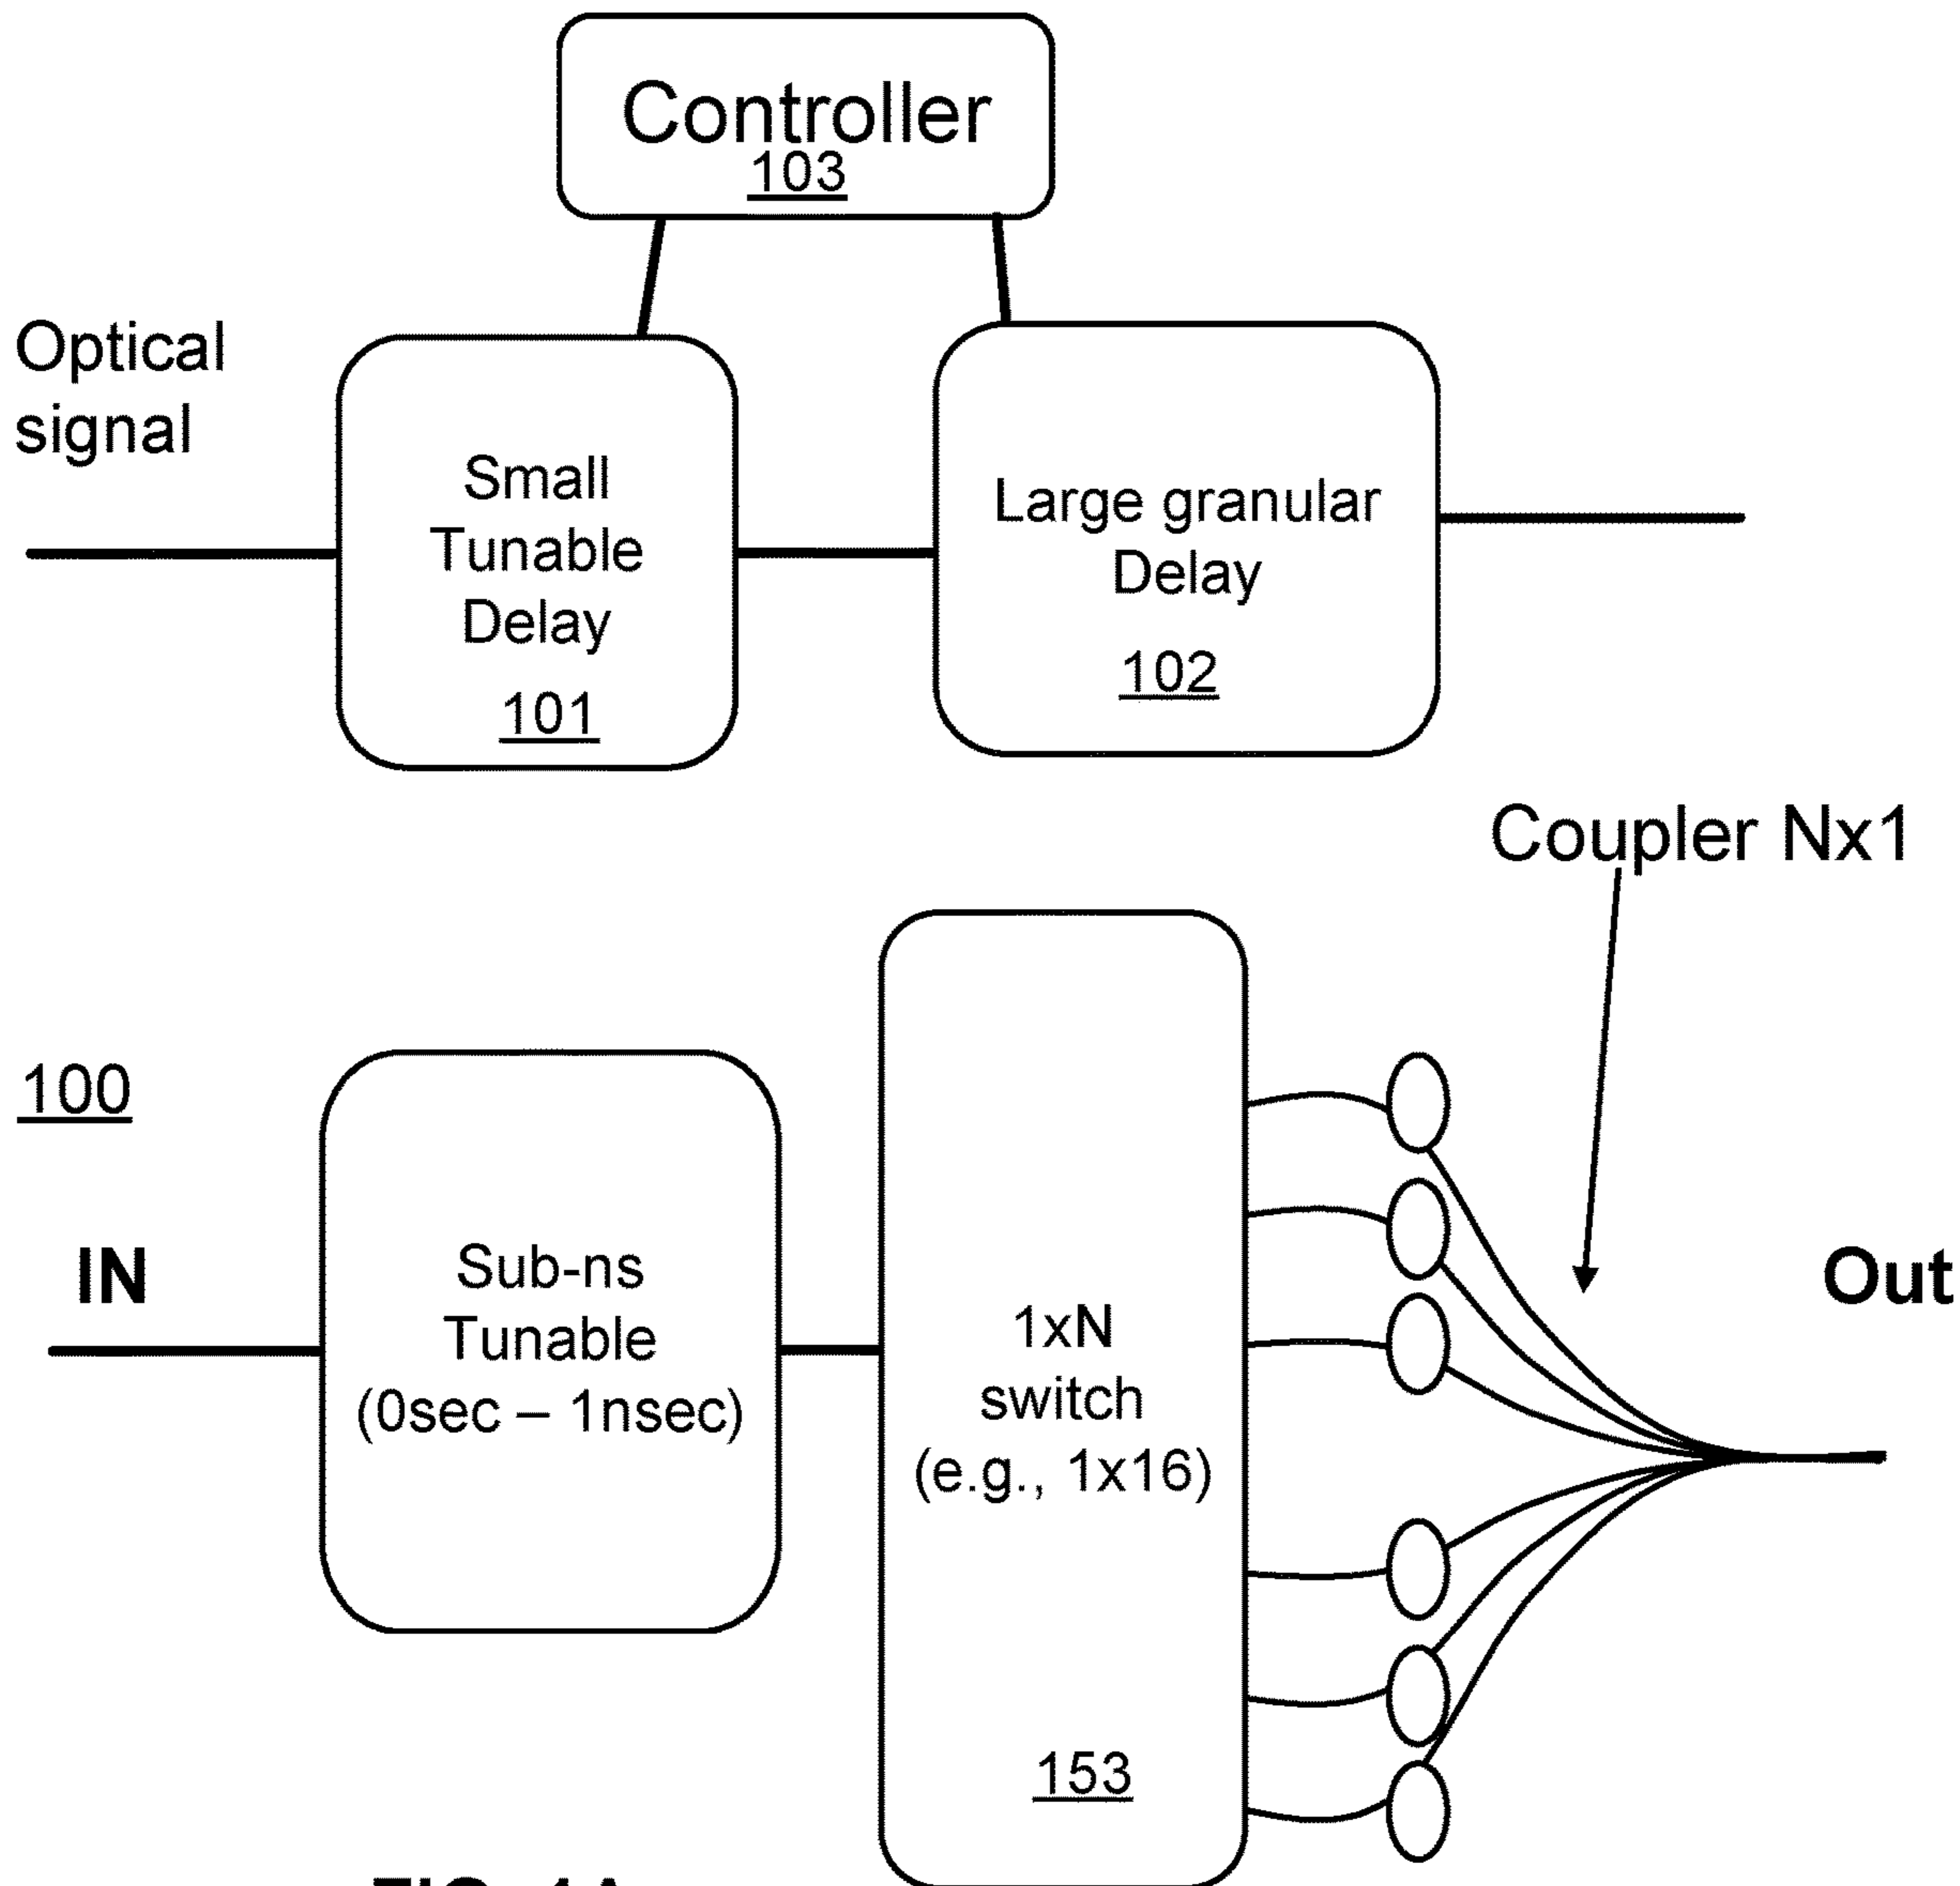 Controller
103
Optical
signal
Small
Tunable
Delay
101
Large granular
Delay
102
Coupler Nx1
100
IN
Sub-ns
Tunable
(0sec – 1nsec)
1xN
switch
(e.g., 1x16)
153
Out